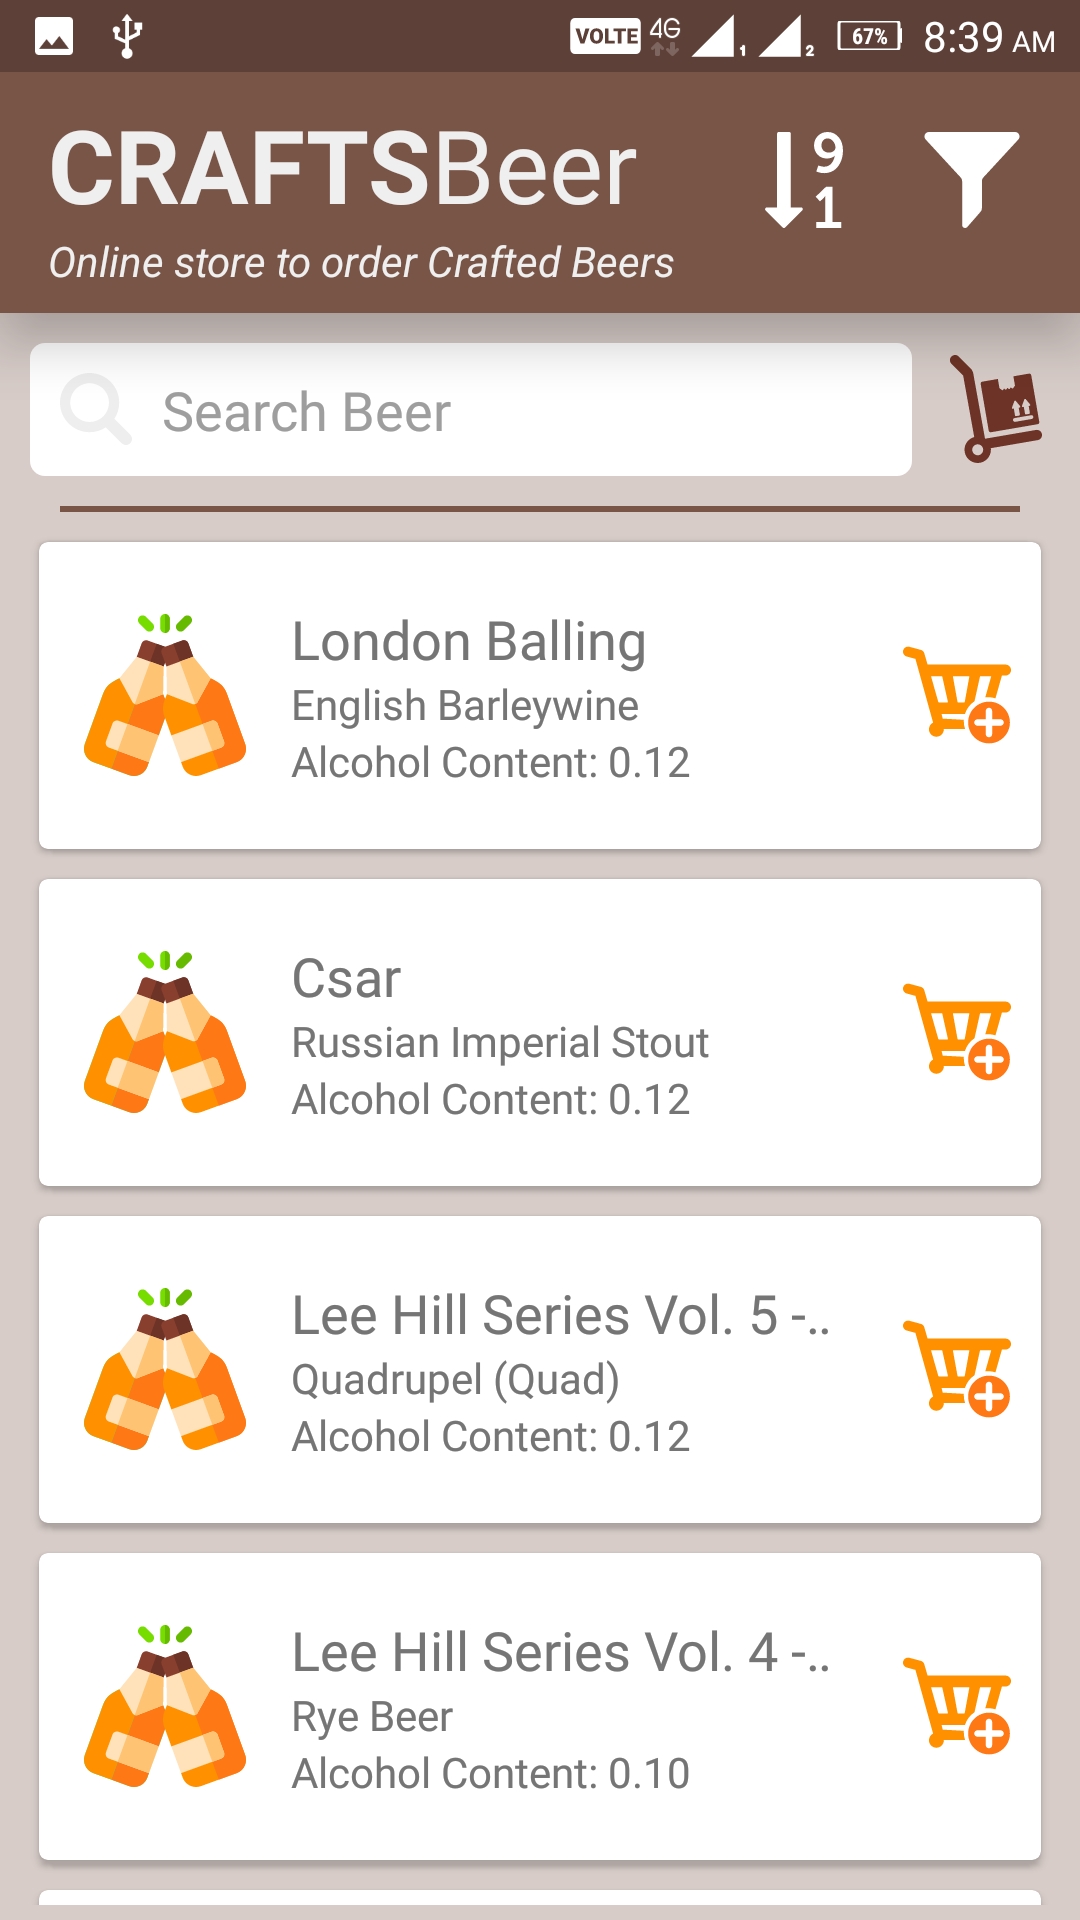 VOLTE 4G 1 2 67% 8:39 AM
CRAFTSBeer
9
1
Online store to order Crafted Beers
Search Beer
London Balling
English Barleywine
Alcohol Content: 0.12
Csar
Russian Imperial Stout
Alcohol Content: 0.12
Lee Hill Series Vol. 5 -..
Quadrupel (Quad)
Alcohol Content: 0.12
Lee Hill Series Vol. 4 -..
Rye Beer
Alcohol Content: 0.10